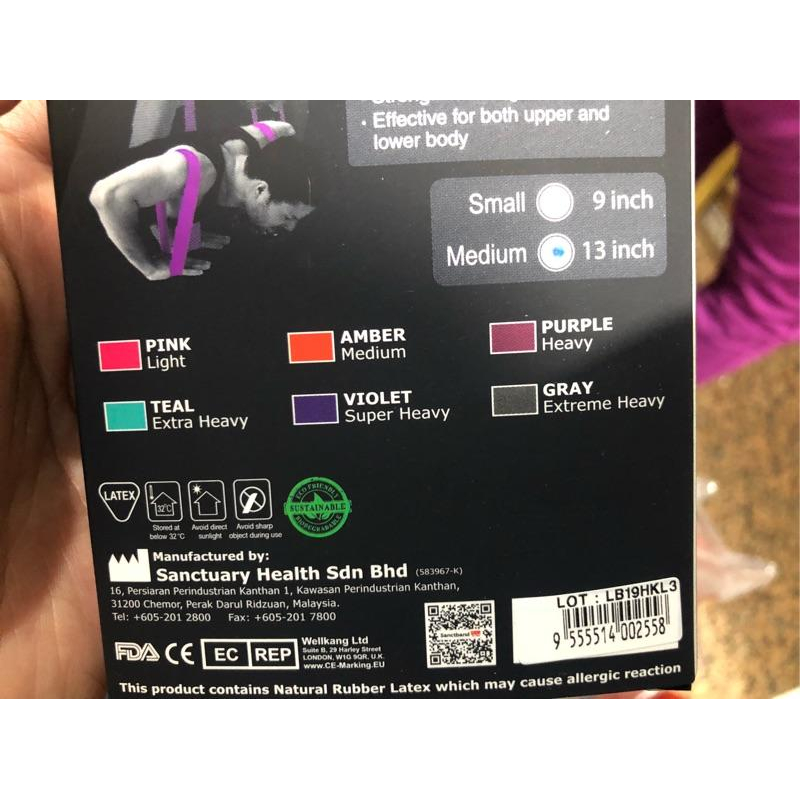 • Effective for both upper and
lower body
Small 9 inch
Medium 13 inch
PINK
Light
AMBER
Medium
PURPLE
Heavy
TEAL
Extra Heavy
VIOLET
Super Heavy
GRAY
Extreme Heavy
LATEX
32°C
Stored at
below 32°C
Avoid direct
sunlight
Avoid sharp
object during use
ECO FRIENDLY
SUSTAINABLE
BIODEGRADABLE
Manufactured by:
Sanctuary Health Sdn Bhd (583967-K)
16, Persiaran Perindustrian Kanthan 1, Kawasan Perindustrian Kanthan,
31200 Chemor, Perak Darul Ridzuan, Malaysia.
Tel: +605-201 2800 Fax: +605-201 7800
FDA CE EC REP
Wellkang Ltd
Suite B, 29 Harley Street
LONDON, W1G 9QR, U.K.
www.CE-Marking.EU
Sanctband
LOT : LB19HKL3
9 555514 002558
This product contains Natural Rubber Latex which may cause allergic reaction